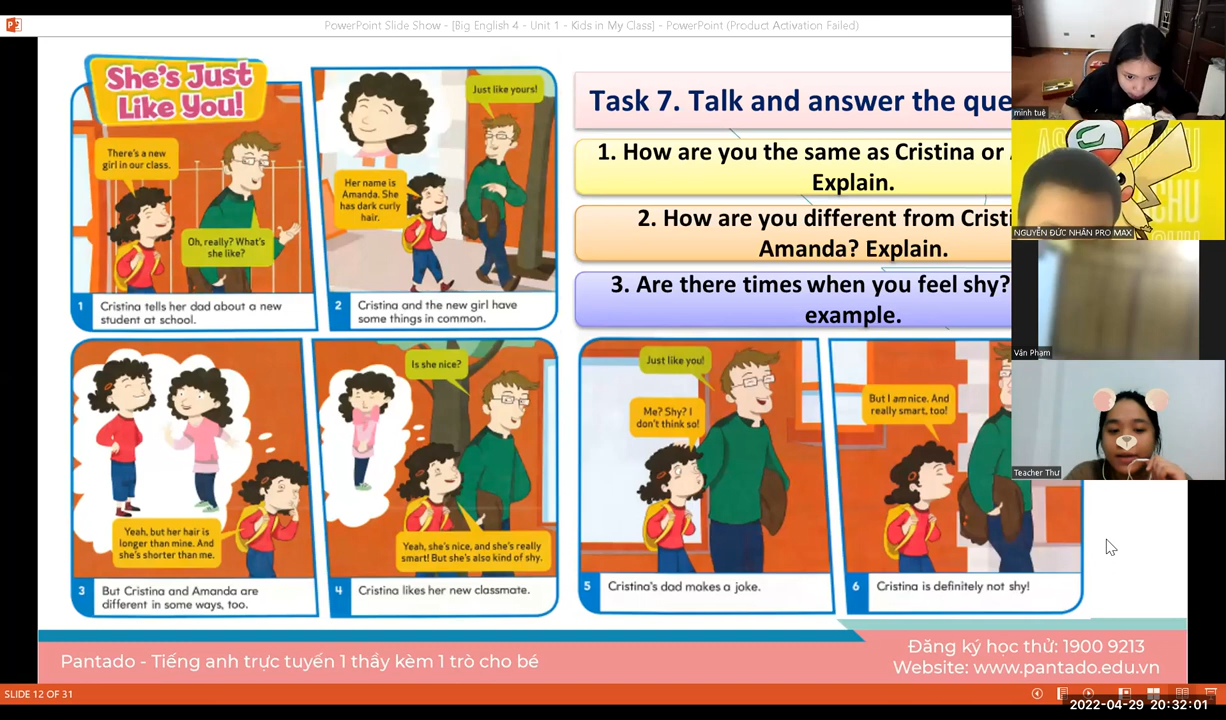 PowerPoint Slide Show - [Big English 4 - Unit 1 - Kids in My Class] - PowerPoint (Product Activation Failed)
She's Just
Like You!
There's a new
girl in our class.
Oh, really? What's
she like?
1 Cristina tells her dad about a new
student at school.
Just like yours!
Her name is
Amanda. She
has dark curly
hair.
2 Cristina and the new girl have
some things in common.
Yeah, but her hair is
longer than mine. And
she's shorter than me.
3 But Cristina and Amanda are
different in some ways, too.
Is she nice?
Yeah, she's nice, and she's really
smart! But she's also kind of shy.
4 Cristina likes her new classmate.
Task 7. Talk and answer the que
1. How are you the same as Cristina or
Explain.
2. How are you different from Cristi
Amanda? Explain.
3. Are there times when you feel shy?
example.
Just like you!
Me? Shy? I
don't think so!
5 Cristina's dad makes a joke.
But I am nice. And
really smart, too!
6 Cristina is definitely not shy!
minh tuệ
NGUYỄN ĐỨC NHÂN PRO MAX
Vân Phạm
Teacher Thư
Pantado - Tiếng anh trực tuyến 1 thầy kèm 1 trò cho bé
Đăng ký học thử: 1900 9213
Website: www.pantado.edu.vn
SLIDE 12 OF 31
2022-04-29 20:32:01